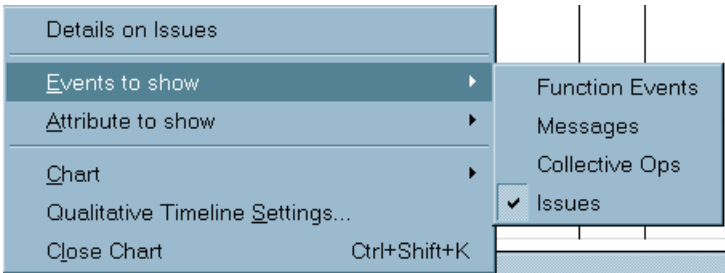 Details on Issues
Events to show
Attribute to show
Chart
Qualitative Timeline Settings...
Close Chart Ctrl+Shift+K
Function Events
Messages
Collective Ops
Issues